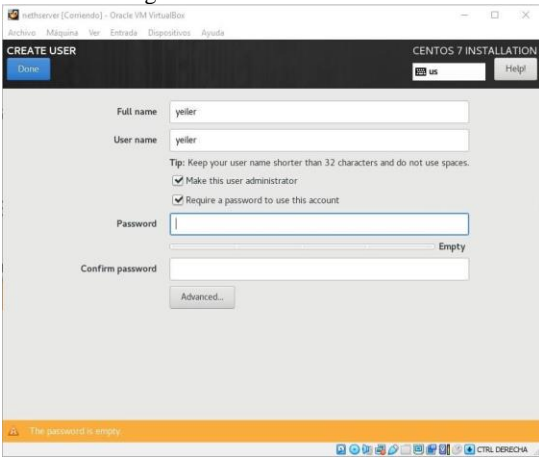 nethserver [Corriendo] - Oracle VM VirtualBox
Archivo Máquina Ver Entrada Dispositivos Ayuda
CREATE USER
CENTOS 7 INSTALLATION
Done
us
Help!
Full name
yeiler
User name
yeiler
Tip: Keep your user name shorter than 32 characters and do not use spaces.
Make this user administrator
Require a password to use this account
Password
Empty
Confirm password
Advanced...
The password is empty.
CTRL DERECHA